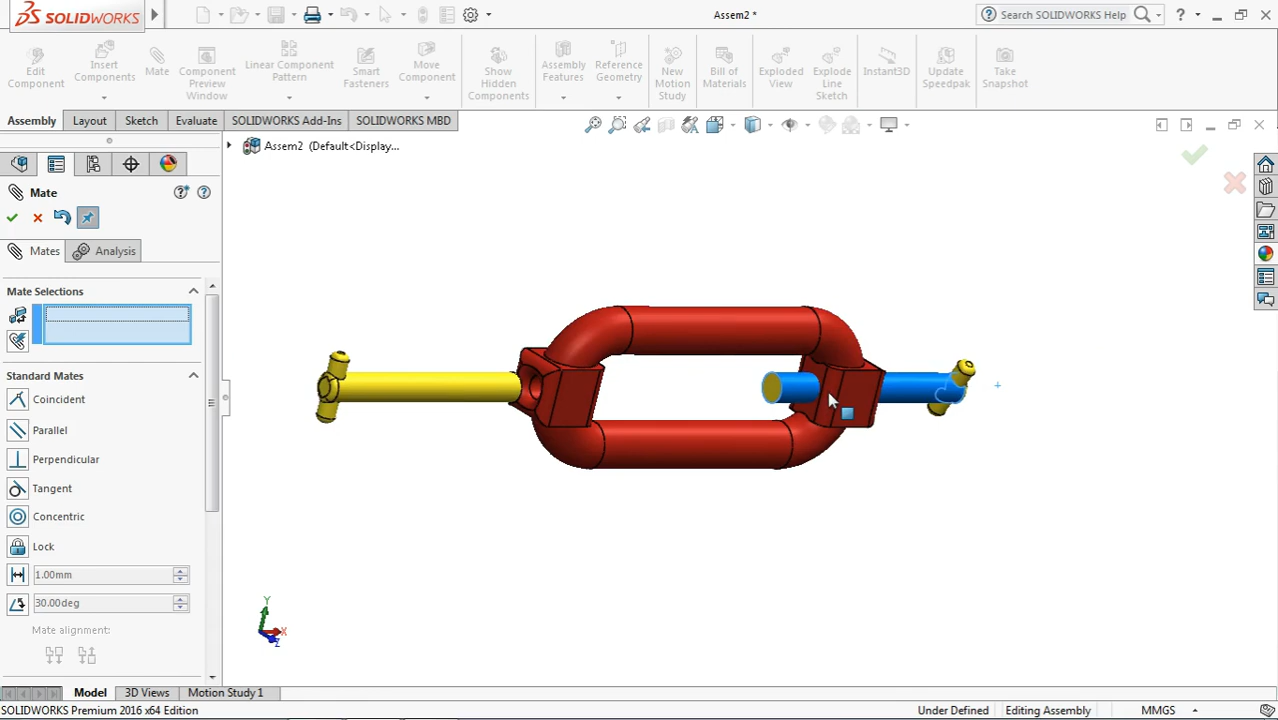 SOLIDWORKS
Assem2 *
Search SOLIDWORKS Help
Edit Component
Insert Components
Mate
Component Preview Window
Linear Component Pattern
Smart Fasteners
Move Component
Show Hidden Components
Assembly Features
Reference Geometry
New Motion Study
Bill of Materials
Exploded View
Explode Line Sketch
Instant3D
Update Speedpak
Take Snapshot
Assembly
Layout
Sketch
Evaluate
SOLIDWORKS Add-Ins
SOLIDWORKS MBD
Assem2 (Default<Display...
Mate
Mates
Analysis
Mate Selections
Standard Mates
Coincident
Parallel
Perpendicular
Tangent
Concentric
Lock
1.00mm
30.00deg
Mate alignment:
Y
X
Z
Model
3D Views
Motion Study 1
SOLIDWORKS Premium 2016 x64 Edition
Under Defined
Editing Assembly
MMGS